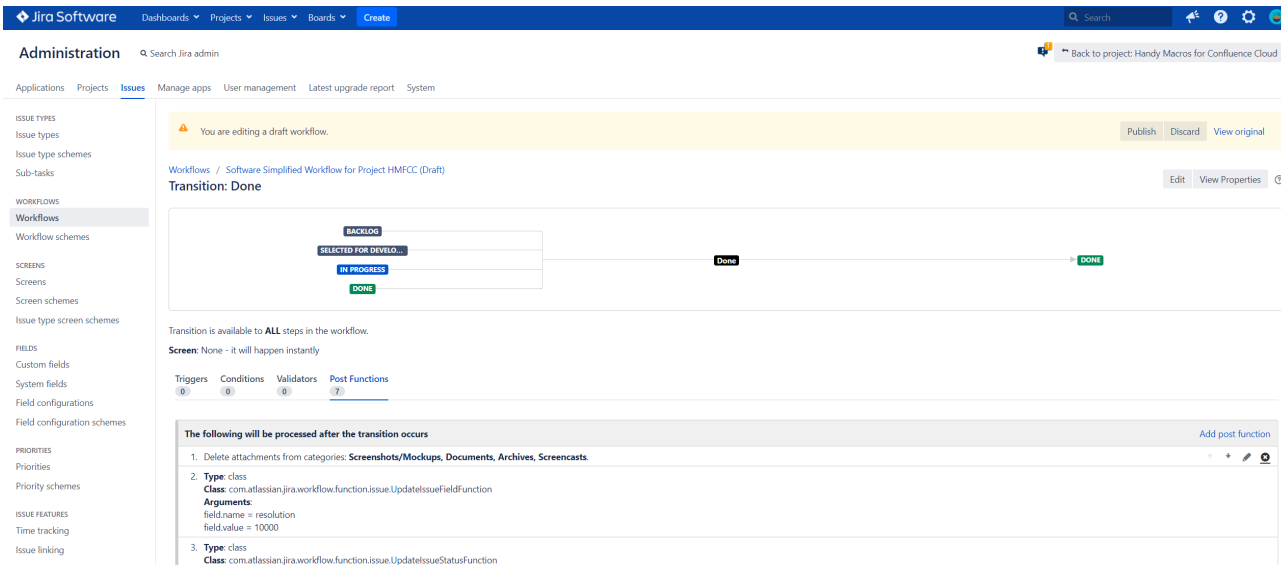 Jira Software Dashboards Projects Issues Boards Create Search
Administration Search Jira admin Back to project: Handy Macros for Confluence Cloud
Applications Projects Issues Manage apps User management Latest upgrade report System
ISSUE TYPES
Issue types
Issue type schemes
Sub-tasks
WORKFLOWS
Workflows
Workflow schemes
SCREENS
Screens
Screen schemes
Issue type screen schemes
FIELDS
Custom fields
System fields
Field configurations
Field configuration schemes
PRIORITIES
Priorities
Priority schemes
ISSUE FEATURES
Time tracking
Issue linking
You are editing a draft workflow. Publish Discard View original
Workflows / Software Simplified Workflow for Project HMFCC (Draft)
Transition: Done Edit View Properties
BACKLOG
SELECTED FOR DEVELO...
IN PROGRESS
DONE
Done
DONE
Transition is available to ALL steps in the workflow.
Screen: None - it will happen instantly
Triggers Conditions Validators Post Functions
0 0 0 7
The following will be processed after the transition occurs Add post function
1. Delete attachments from categories: Screenshots/Mockups, Documents, Archives, Screencasts.
2. Type: class
Class: com.atlassian.jira.workflow.function.issue.UpdateIssueFieldFunction
Arguments:
field.name = resolution
field.value = 10000
3. Type: class
Class: com.atlassian.jira.workflow.function.issue.UpdateIssueStatusFunction